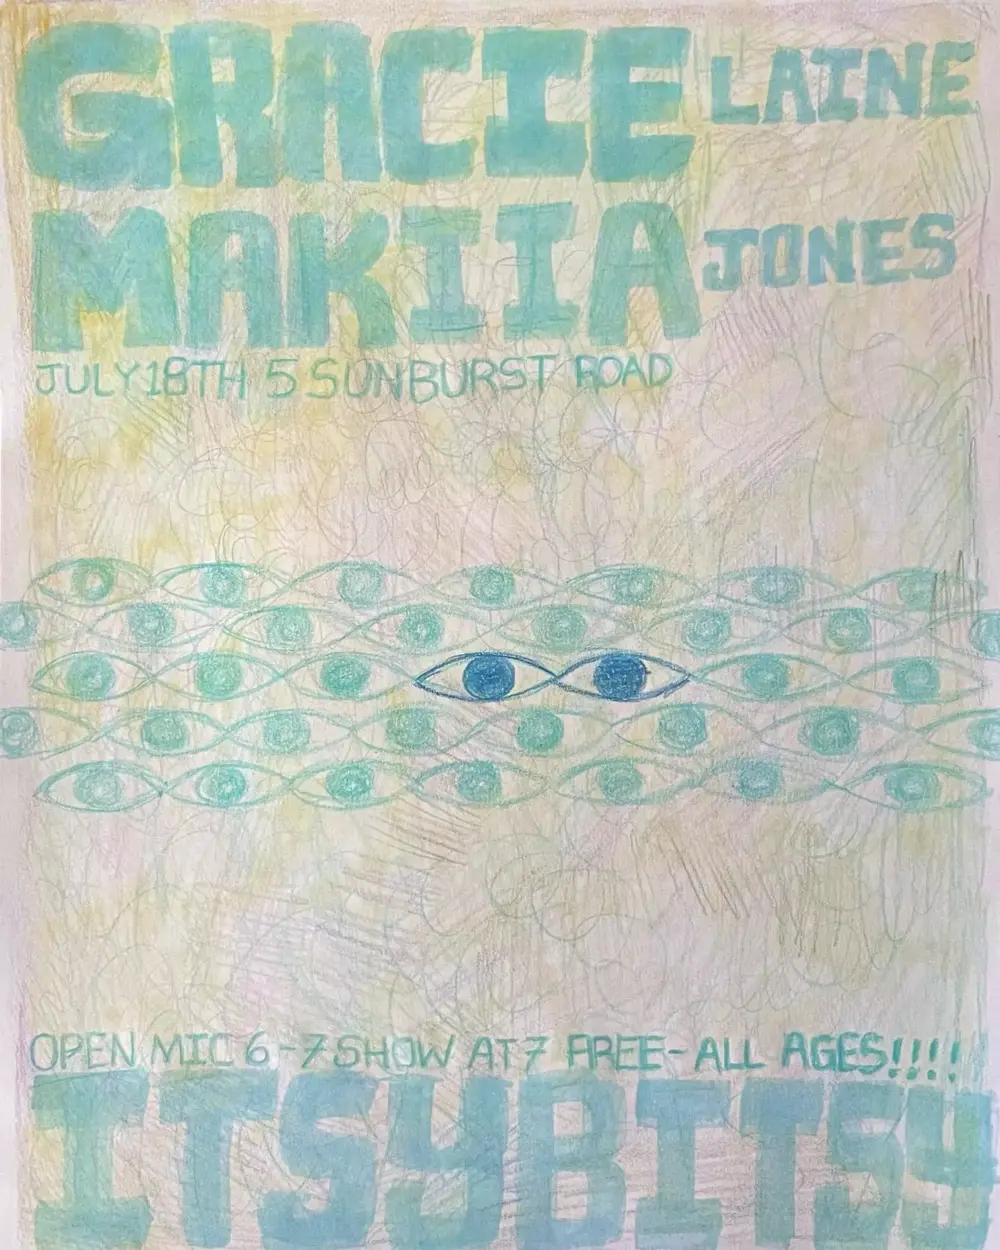 GRACIE LAINE
MAKIIA JONES
JULY 18TH 5 SUNBURST ROAD
OPEN MIC 6-7 SHOW AT 7 FREE- ALL AGES!!!!
ITSYBITSY